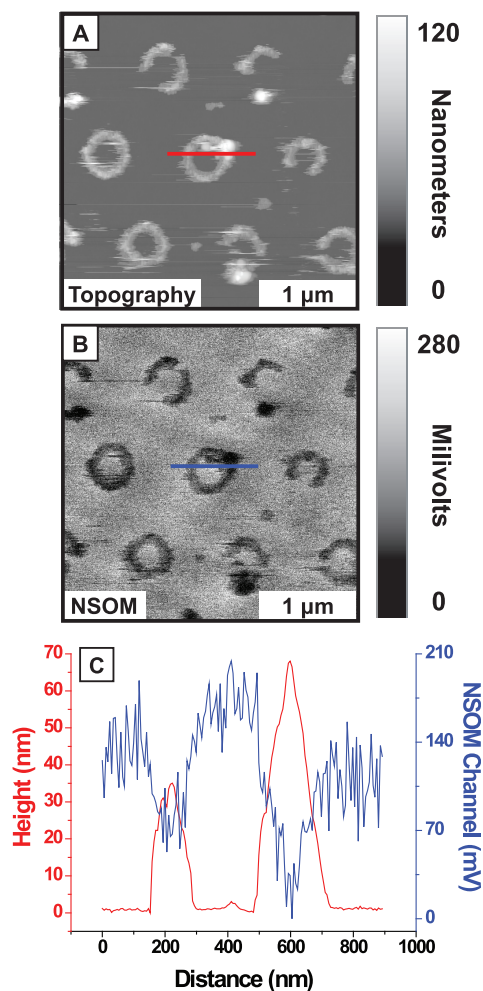 A
120
Nanometers
0
Topography
1 µm
B
280
Milivolts
0
NSOM
1 µm
C
70
60
50
40
30
20
10
0
Height (nm)
210
140
70
0
NSOM Channel
(mV)
0 200 400 600 800 1000
Distance (nm)